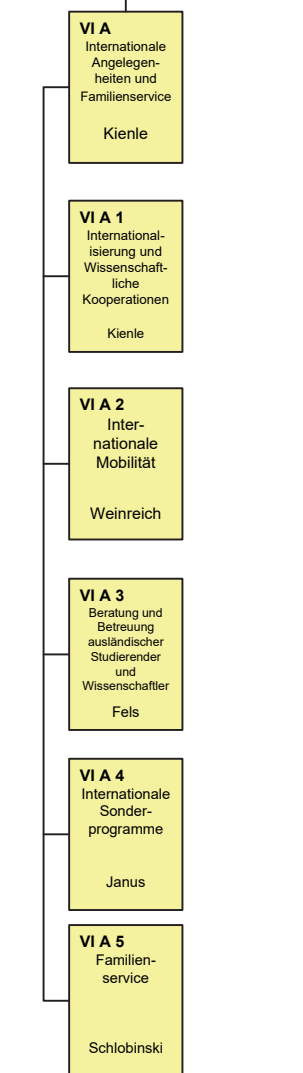 VI A
Internationale
Angelegen-
heiten und
Familienservice
Kienle
VI A 1
International-
isierung und
Wissenschaft-
liche
Kooperationen
Kienle
VI A 2
Inter-
nationale
Mobilität
Weinreich
VI A 3
Beratung und
Betreuung
ausländischer
Studierender
und
Wissenschaftler
Fels
VI A 4
Internationale
Sonder-
programme
Janus
VI A 5
Familien-
service
Schlobinski